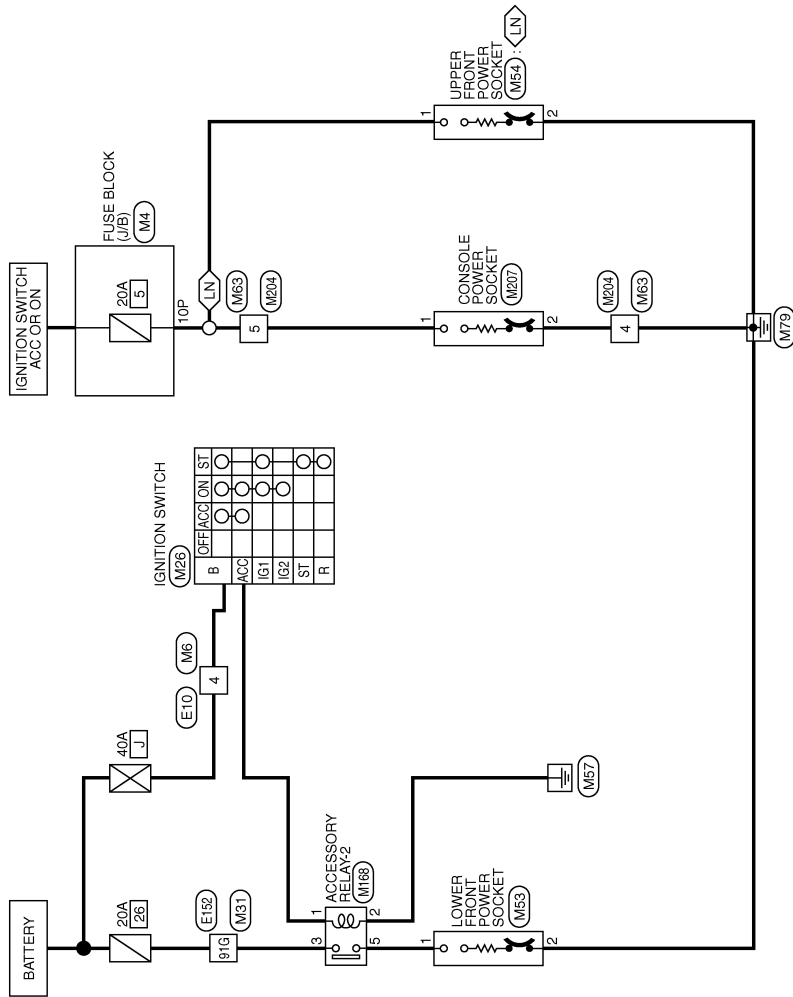 BATTERY
20A
26
40A
J
E152
M31
91G
E10
M6
4
IGNITION SWITCH
M26
OFF ACC ON ST
B
ACC
IG1
IG2
ST
R
ACCESSORY
RELAY-2
M168
1
2
3
5
M57
LOWER
FRONT
POWER
SOCKET
M53
1
2
IGNITION SWITCH
ACC OR ON
FUSE BLOCK
(J/B)
M4
20A
5
10P
LN
M63
M204
5
CONSOLE
POWER
SOCKET
M207
1
2
M204
M63
4
UPPER
FRONT
POWER
SOCKET
M54 : LN
1
2
M79